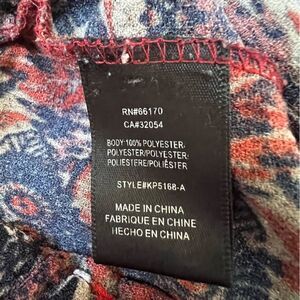 RN#66170
CA#32054
BODY:100% POLYESTER/
POLYESTER/POLYESTER/
POLIESTERE/POLIÉSTER
STYLE#KP5168-A
MADE IN CHINA
FABRIQUE EN CHINE
HECHO EN CHINA